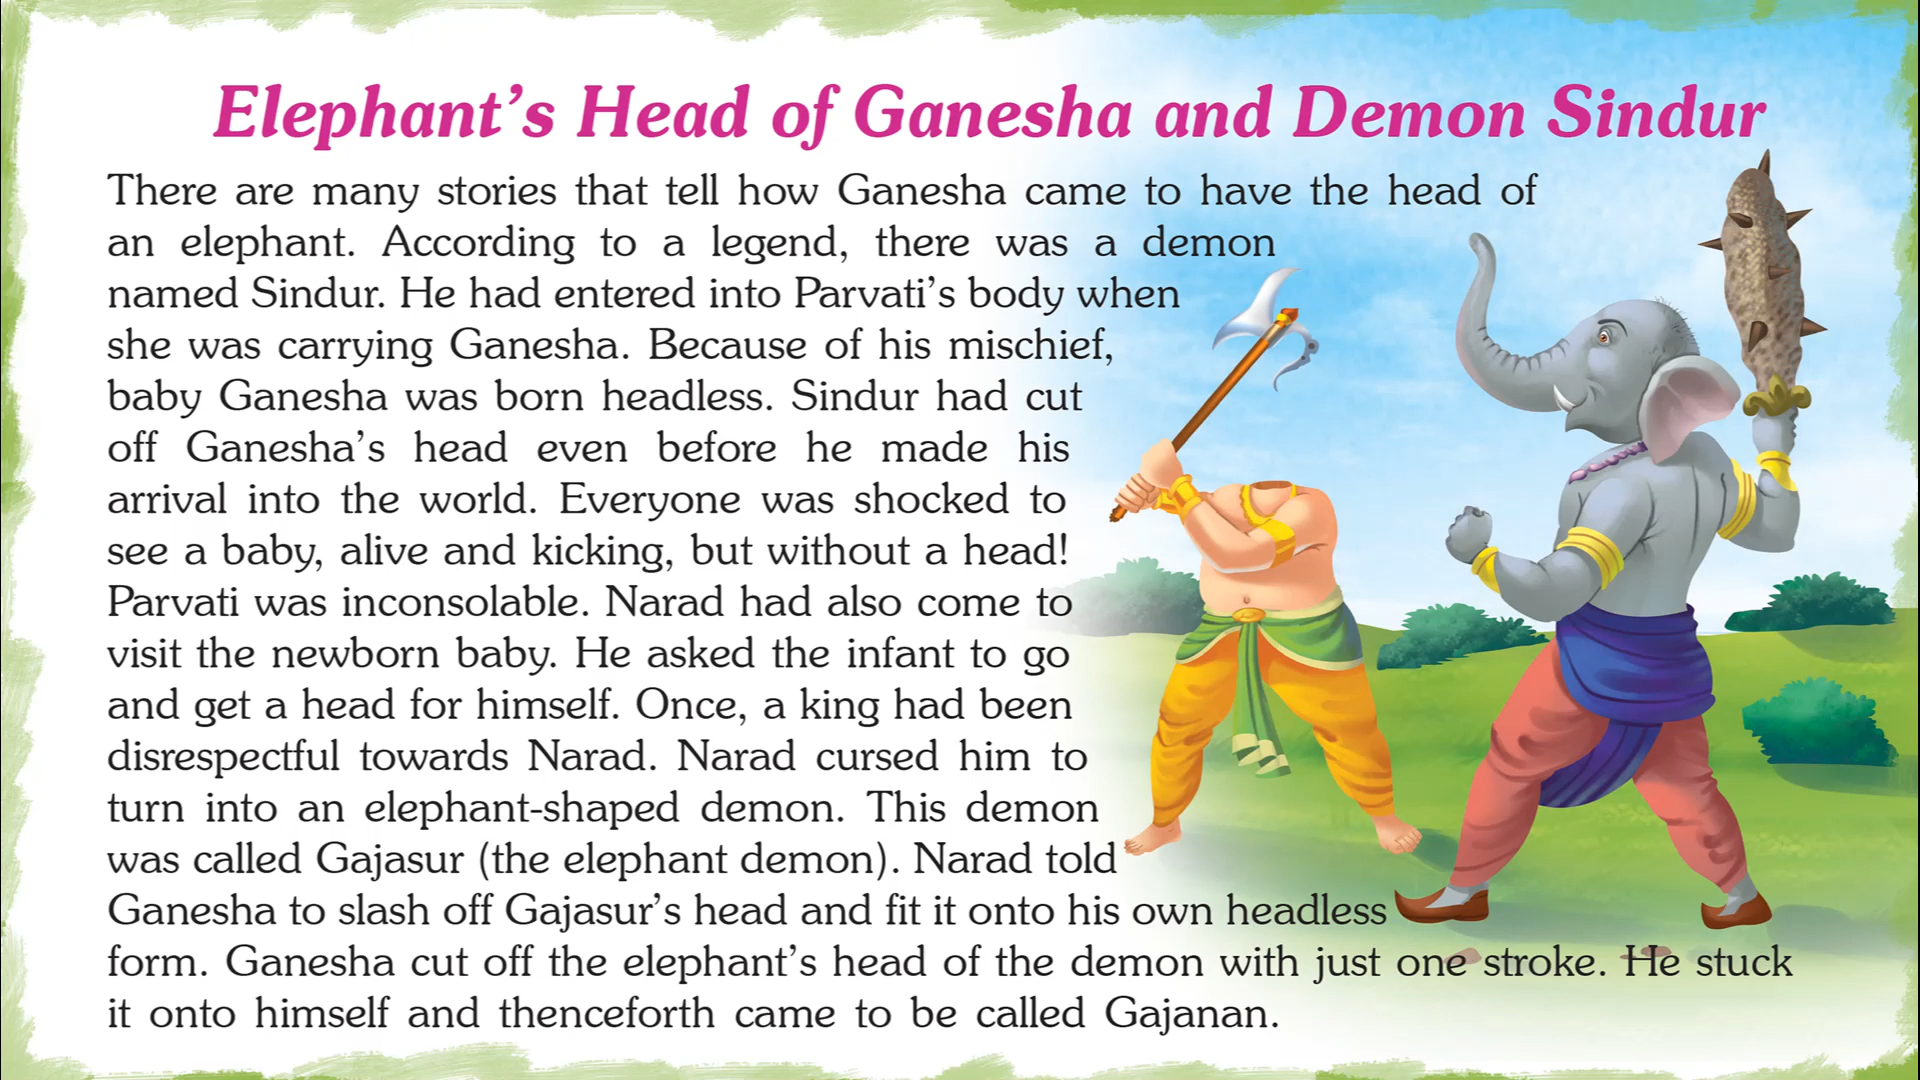 Elephant’s Head of Ganesha and Demon Sindur
There are many stories that tell how Ganesha came to have the head of
an elephant. According to a legend, there was a demon
named Sindur. He had entered into Parvati’s body when
she was carrying Ganesha. Because of his mischief,
baby Ganesha was born headless. Sindur had cut
off Ganesha’s head even before he made his
arrival into the world. Everyone was shocked to
see a baby, alive and kicking, but without a head!
Parvati was inconsolable. Narad had also come to
visit the newborn baby. He asked the infant to go
and get a head for himself. Once, a king had been
disrespectful towards Narad. Narad cursed him to
turn into an elephant-shaped demon. This demon
was called Gajasur (the elephant demon). Narad told
Ganesha to slash off Gajasur’s head and fit it onto his own headless
form. Ganesha cut off the elephant’s head of the demon with just one stroke. He stuck
it onto himself and thenceforth came to be called Gajanan.